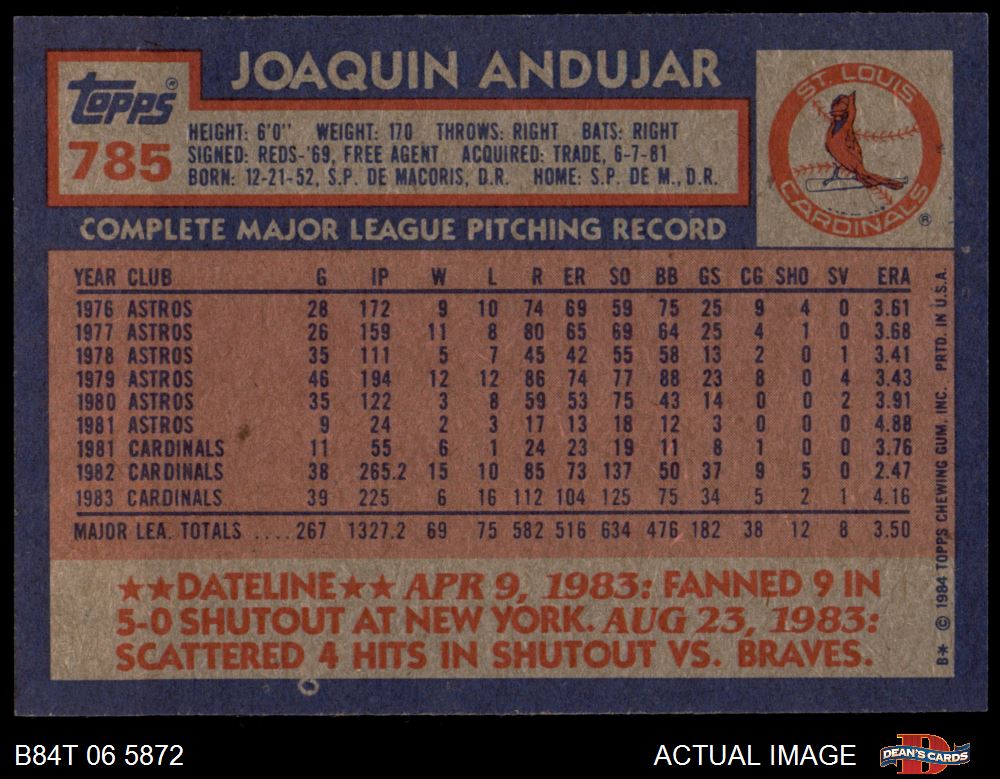 JOAQUIN ANDUJAR
Topps®
785
HEIGHT: 6'0" WEIGHT: 170 THROWS: RIGHT BATS: RIGHT
SIGNED: REDS-'69, FREE AGENT ACQUIRED: TRADE, 6-7-81
BORN: 12-21-52, S.P. DE MACORIS, D.R. HOME: S.P. DE M., D.R.
ST. LOUIS
CARDINALS ®
COMPLETE MAJOR LEAGUE PITCHING RECORD
YEAR CLUB G IP W L R ER SO BB GS CG SHO SV ERA
1976 ASTROS 28 172 9 10 74 69 59 75 25 9 4 0 3.61
1977 ASTROS 26 159 11 8 80 65 69 64 25 4 1 0 3.68
1978 ASTROS 35 111 5 7 45 42 55 58 13 2 0 1 3.41
1979 ASTROS 46 194 12 12 86 74 77 88 23 8 0 4 3.43
1980 ASTROS 35 122 3 8 59 53 75 43 14 0 0 2 3.91
1981 ASTROS 9 24 2 3 17 13 18 12 3 0 0 0 4.88
1981 CARDINALS 11 55 6 1 24 23 19 11 8 1 0 0 3.76
1982 CARDINALS 38 265.2 15 10 85 73 137 50 37 9 5 0 2.47
1983 CARDINALS 39 225 6 16 112 104 125 75 34 5 2 1 4.16
MAJOR LEA. TOTALS ....267 1327.2 69 75 582 516 634 476 182 38 12 8 3.50
★★DATELINE★★ APR 9, 1983: FANNED 9 IN
5-0 SHUTOUT AT NEW YORK. AUG 23, 1983:
SCATTERED 4 HITS IN SHUTOUT VS. BRAVES.
B* © 1984 TOPPS CHEWING GUM, INC. PRTD. IN U.S.A.
B84T 06 5872
ACTUAL IMAGE
DEAN'S CARDS